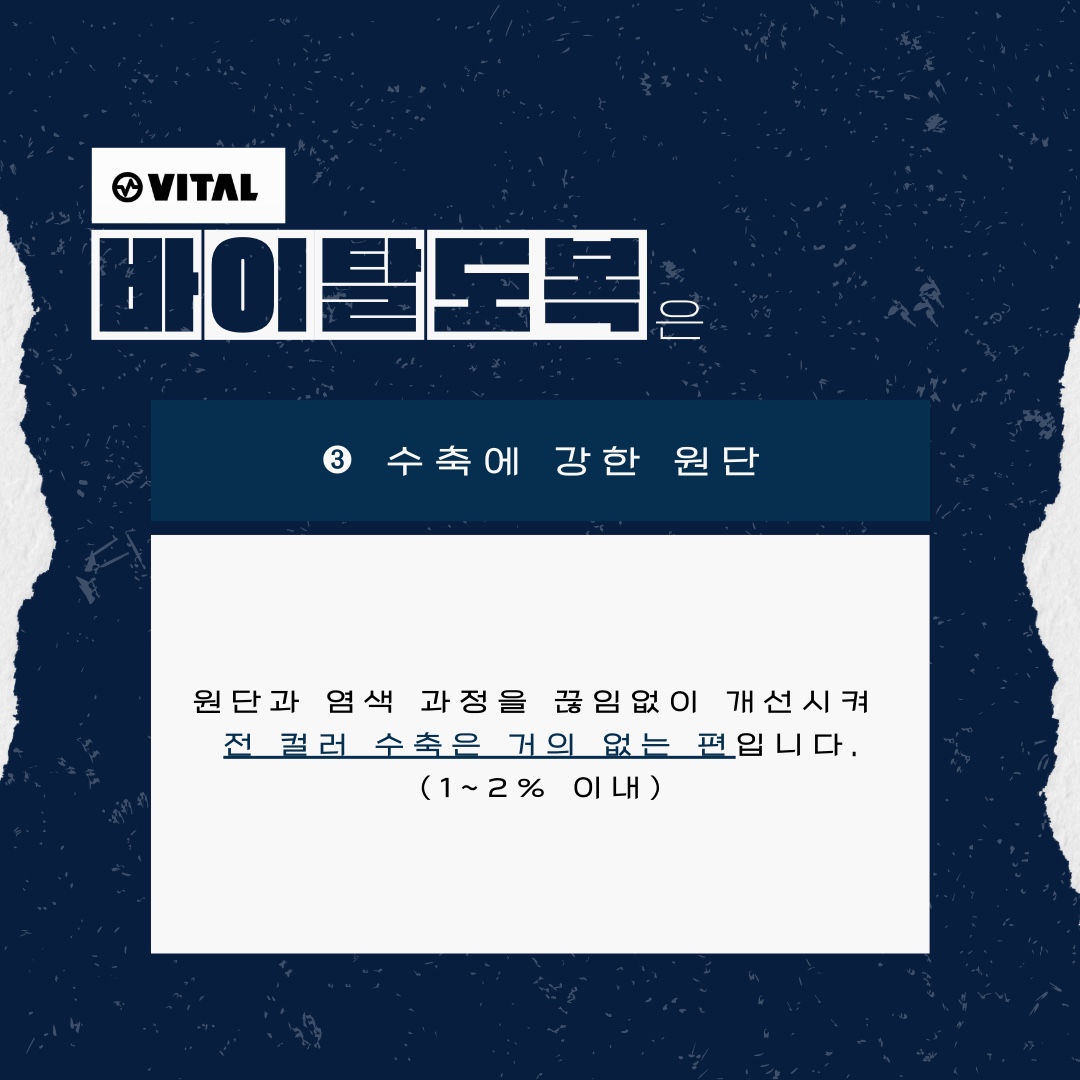 VITAL
바이탈도복은
❸ 수축에 강한 원단
원단과 염색 과정을 끊임없이 개선시켜
전 컬러 수축은 거의 없는 편입니다.
(1~2% 이내)